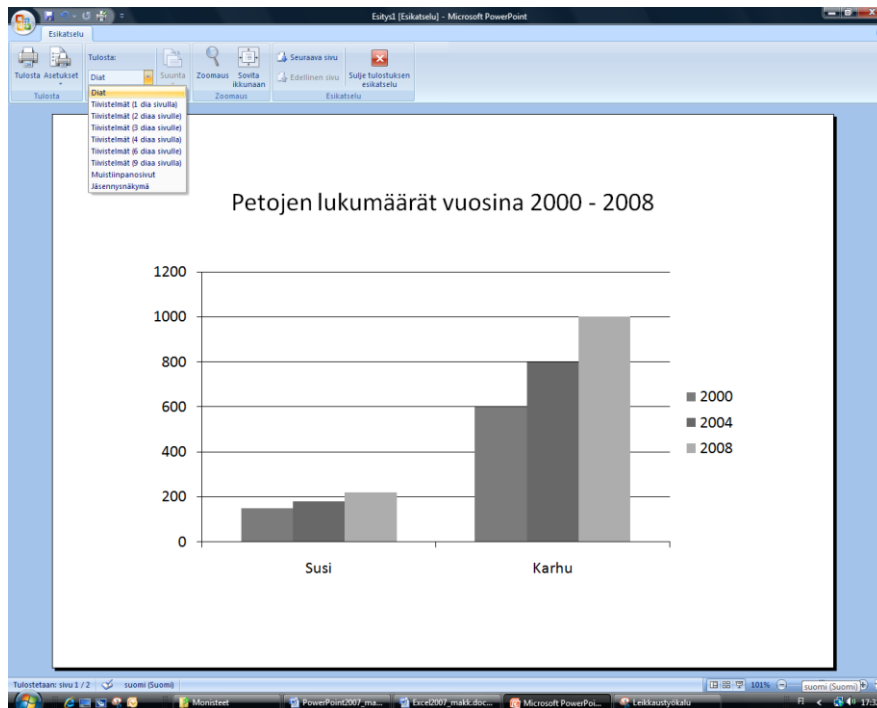 Esitys1 [Esikatselu] - Microsoft PowerPoint
Esikatselu
Tulosta Asetukset
Tulosta:
Diat
Suunta
Zoomaus
Sovita ikkunaan
Seuraava sivu
Edellinen sivu
Sulje tulostuksen esikatselu
Tulosta
Zoomaus
Esikatselu
Diat
Tiivistelmät (1 dia sivulla)
Tiivistelmät (2 diaa sivulle)
Tiivistelmät (3 diaa sivulle)
Tiivistelmät (4 diaa sivulla)
Tiivistelmät (6 diaa sivulle)
Tiivistelmät (9 diaa sivulla)
Muistiinpanosivut
Jäsennysnäkymä
Petojen lukumäärät vuosina 2000 - 2008
1200
1000
800
600
400
200
0
Susi
Karhu
2000
2004
2008
Tulostetaan: sivu 1 / 2
suomi (Suomi)
101%
suomi (Suomi)
Monisteet
PowerPoint2007_ma...
Excel2007_makk.doc...
Microsoft PowerPoi...
Leikkaustyökalu
FI